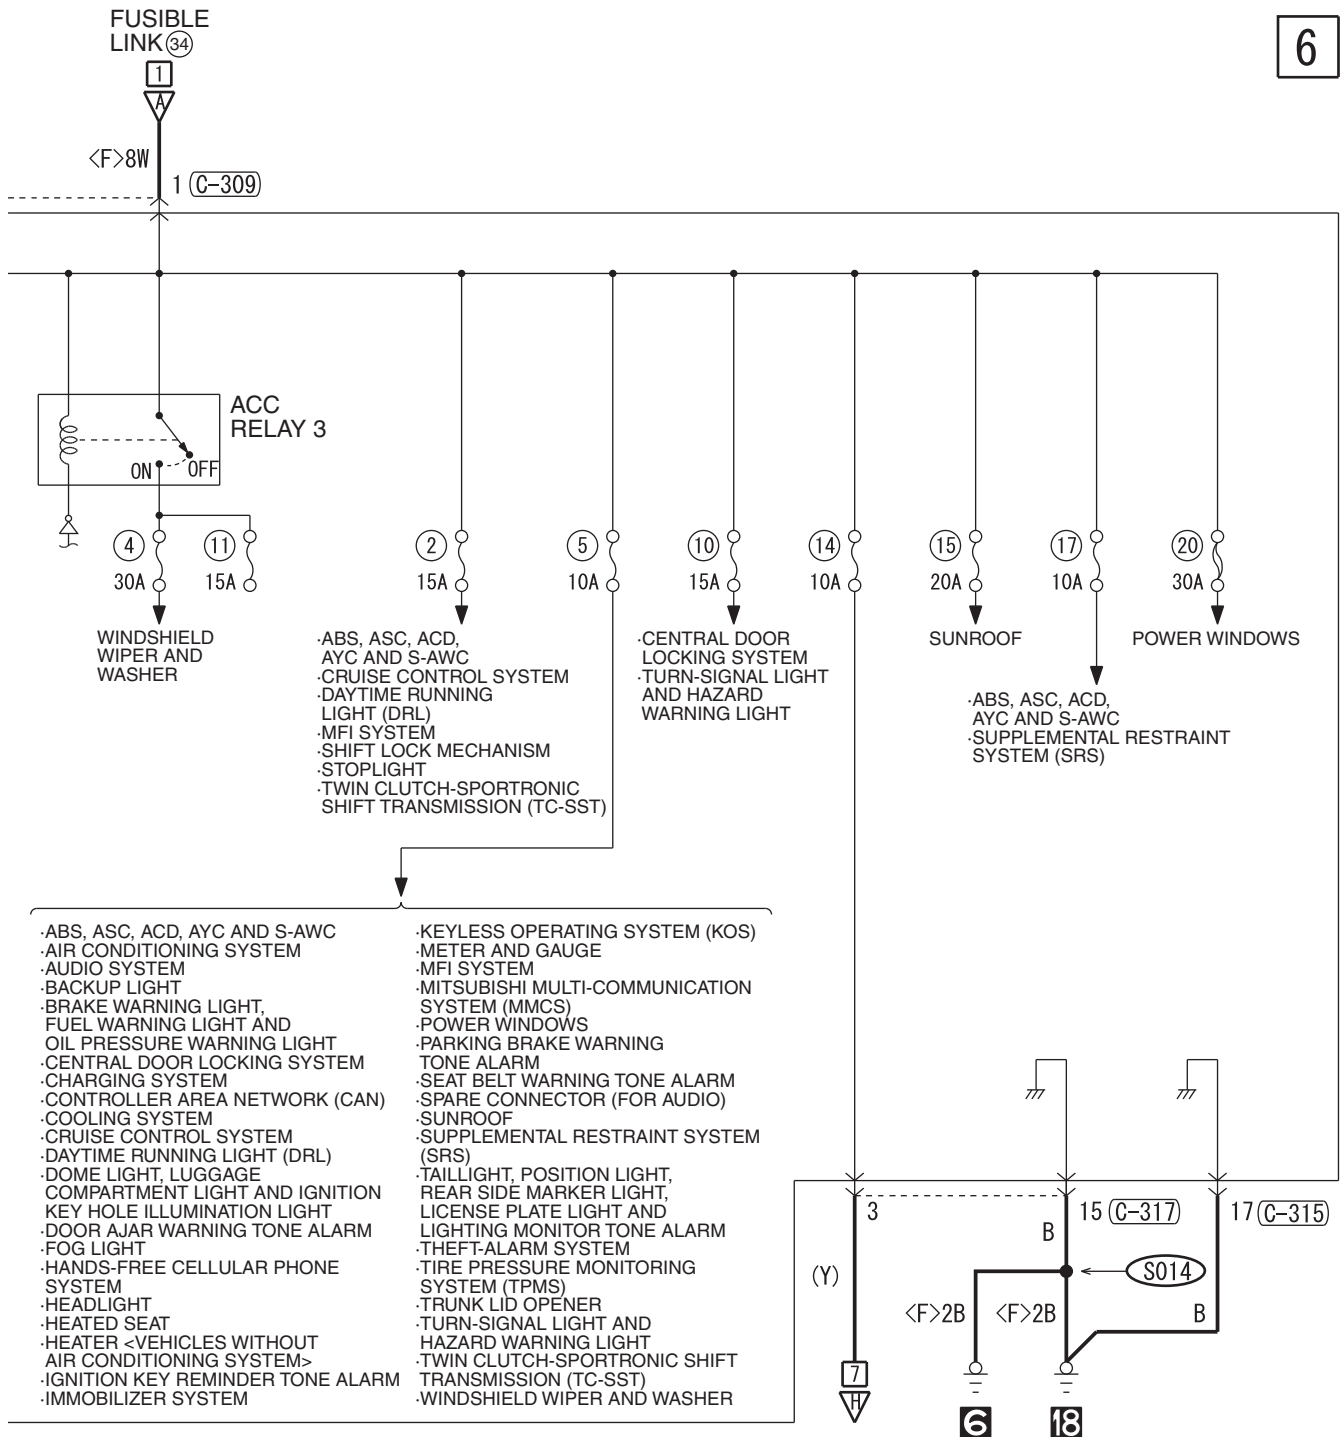 FUSIBLE
LINK 34
6
1
A
<F>8W
1 C-309
ACC
RELAY 3
ON
OFF
4
11
2
5
10
14
15
17
20
30A
15A
15A
10A
15A
10A
20A
10A
30A
WINDSHIELD
WIPER AND
WASHER
·ABS, ASC, ACD,
AYC AND S-AWC
·CRUISE CONTROL SYSTEM
·DAYTIME RUNNING
LIGHT (DRL)
·MFI SYSTEM
·SHIFT LOCK MECHANISM
·STOPLIGHT
·TWIN CLUTCH-SPORTRONIC
SHIFT TRANSMISSION (TC-SST)
·CENTRAL DOOR
LOCKING SYSTEM
·TURN-SIGNAL LIGHT
AND HAZARD
WARNING LIGHT
SUNROOF
·ABS, ASC, ACD,
AYC AND S-AWC
·SUPPLEMENTAL RESTRAINT
SYSTEM (SRS)
POWER WINDOWS
·ABS, ASC, ACD, AYC AND S-AWC
·AIR CONDITIONING SYSTEM
·AUDIO SYSTEM
·BACKUP LIGHT
·BRAKE WARNING LIGHT,
FUEL WARNING LIGHT AND
OIL PRESSURE WARNING LIGHT
·CENTRAL DOOR LOCKING SYSTEM
·CHARGING SYSTEM
·CONTROLLER AREA NETWORK (CAN)
·COOLING SYSTEM
·CRUISE CONTROL SYSTEM
·DAYTIME RUNNING LIGHT (DRL)
·DOME LIGHT, LUGGAGE
COMPARTMENT LIGHT AND IGNITION
KEY HOLE ILLUMINATION LIGHT
·DOOR AJAR WARNING TONE ALARM
·FOG LIGHT
·HANDS-FREE CELLULAR PHONE
SYSTEM
·HEADLIGHT
·HEATED SEAT
·HEATER <VEHICLES WITHOUT
AIR CONDITIONING SYSTEM>
·IGNITION KEY REMINDER TONE ALARM
·IMMOBILIZER SYSTEM
·KEYLESS OPERATING SYSTEM (KOS)
·METER AND GAUGE
·MFI SYSTEM
·MITSUBISHI MULTI-COMMUNICATION
SYSTEM (MMCS)
·POWER WINDOWS
·PARKING BRAKE WARNING
TONE ALARM
·SEAT BELT WARNING TONE ALARM
·SPARE CONNECTOR (FOR AUDIO)
·SUNROOF
·SUPPLEMENTAL RESTRAINT SYSTEM
(SRS)
·TAILLIGHT, POSITION LIGHT,
REAR SIDE MARKER LIGHT,
LICENSE PLATE LIGHT AND
LIGHTING MONITOR TONE ALARM
·THEFT-ALARM SYSTEM
·TIRE PRESSURE MONITORING
SYSTEM (TPMS)
·TRUNK LID OPENER
·TURN-SIGNAL LIGHT AND
HAZARD WARNING LIGHT
·TWIN CLUTCH-SPORTRONIC SHIFT
TRANSMISSION (TC-SST)
·WINDSHIELD WIPER AND WASHER
3
15 C-317
17 C-315
B
S014
(Y)
<F>2B
<F>2B
B
7
H
6
18